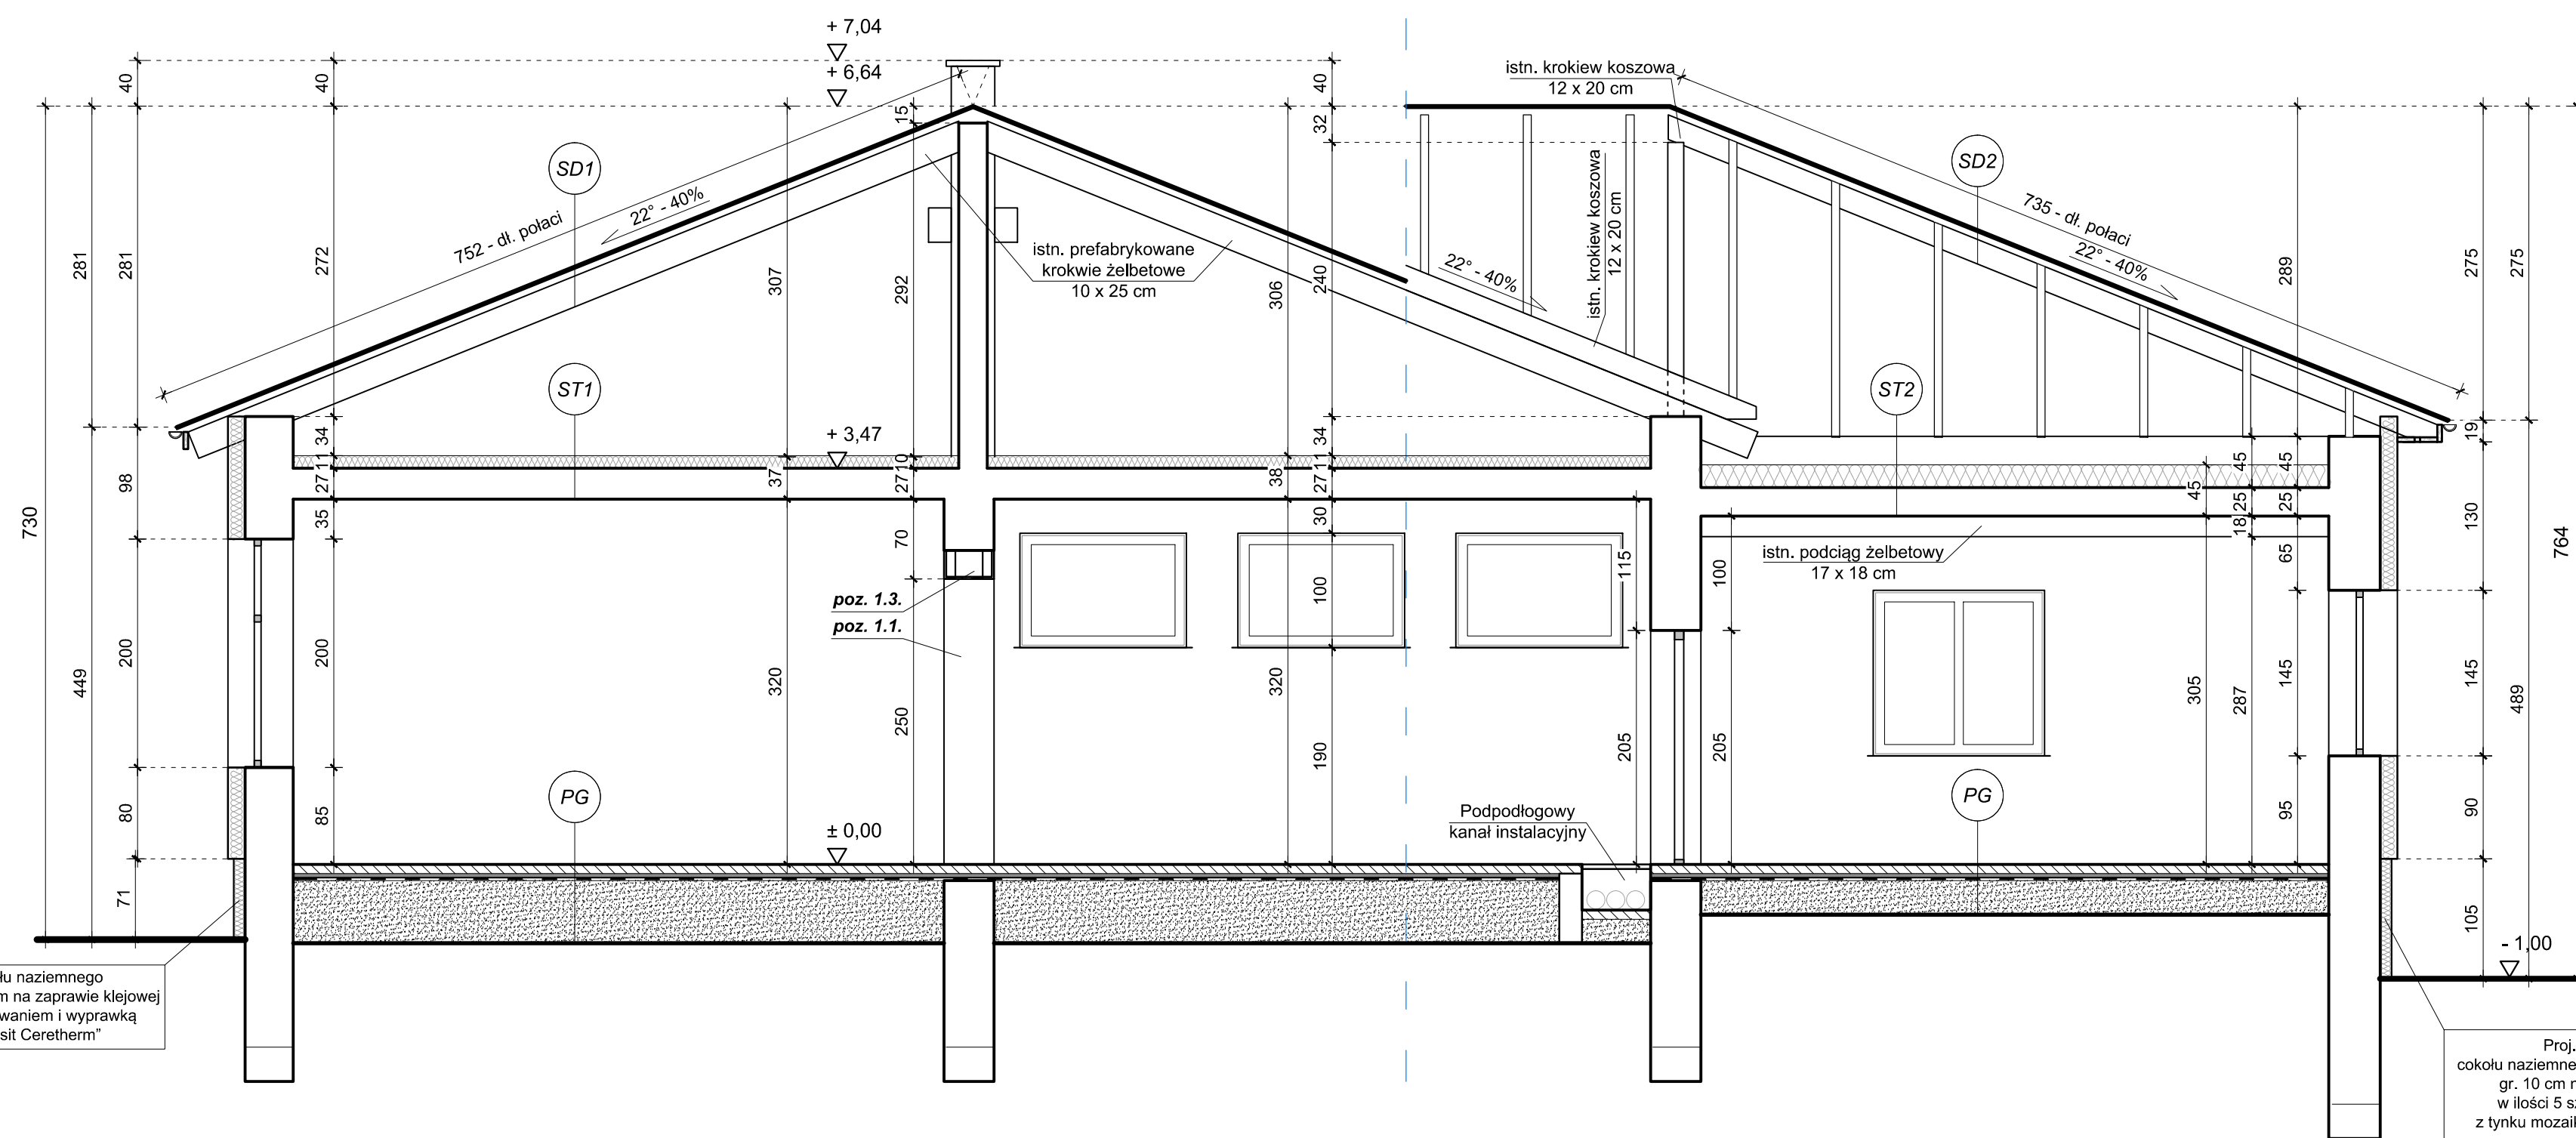 + 7,04
+ 6,64
40
40
15
40
32
istn. krokiew koszowa
12 x 20 cm
SD1
SD2
752 - dł. połaci
22° - 40%
istn. prefabrykowane
krokwie żelbetowe
10 x 25 cm
22° - 40%
istn. krokiew koszowa
12 x 20 cm
735 - dł. połaci
22° - 40%
281
281
272
307
292
306
240
289
275
275
ST1
ST2
+ 3,47
34
11
27
37
10
27
38
34
11
27
45
45
45
25
25
18
19
730
449
98
35
70
30
115
100
65
130
764
istn. podciąg żelbetowy
17 x 18 cm
poz. 1.3.
poz. 1.1.
200
200
320
250
320
100
190
205
205
305
287
145
145
489
PG
PG
± 0,00
Podpodłogowy
kanał instalacyjny
80
85
95
90
71
105
- 1,00
łu naziemnego
m na zaprawie klejowej
waniem i wyprawką
sit Ceretherm”
Proj.
cokołu naziemne
gr. 10 cm n
w ilości 5 s
z tynku mozai